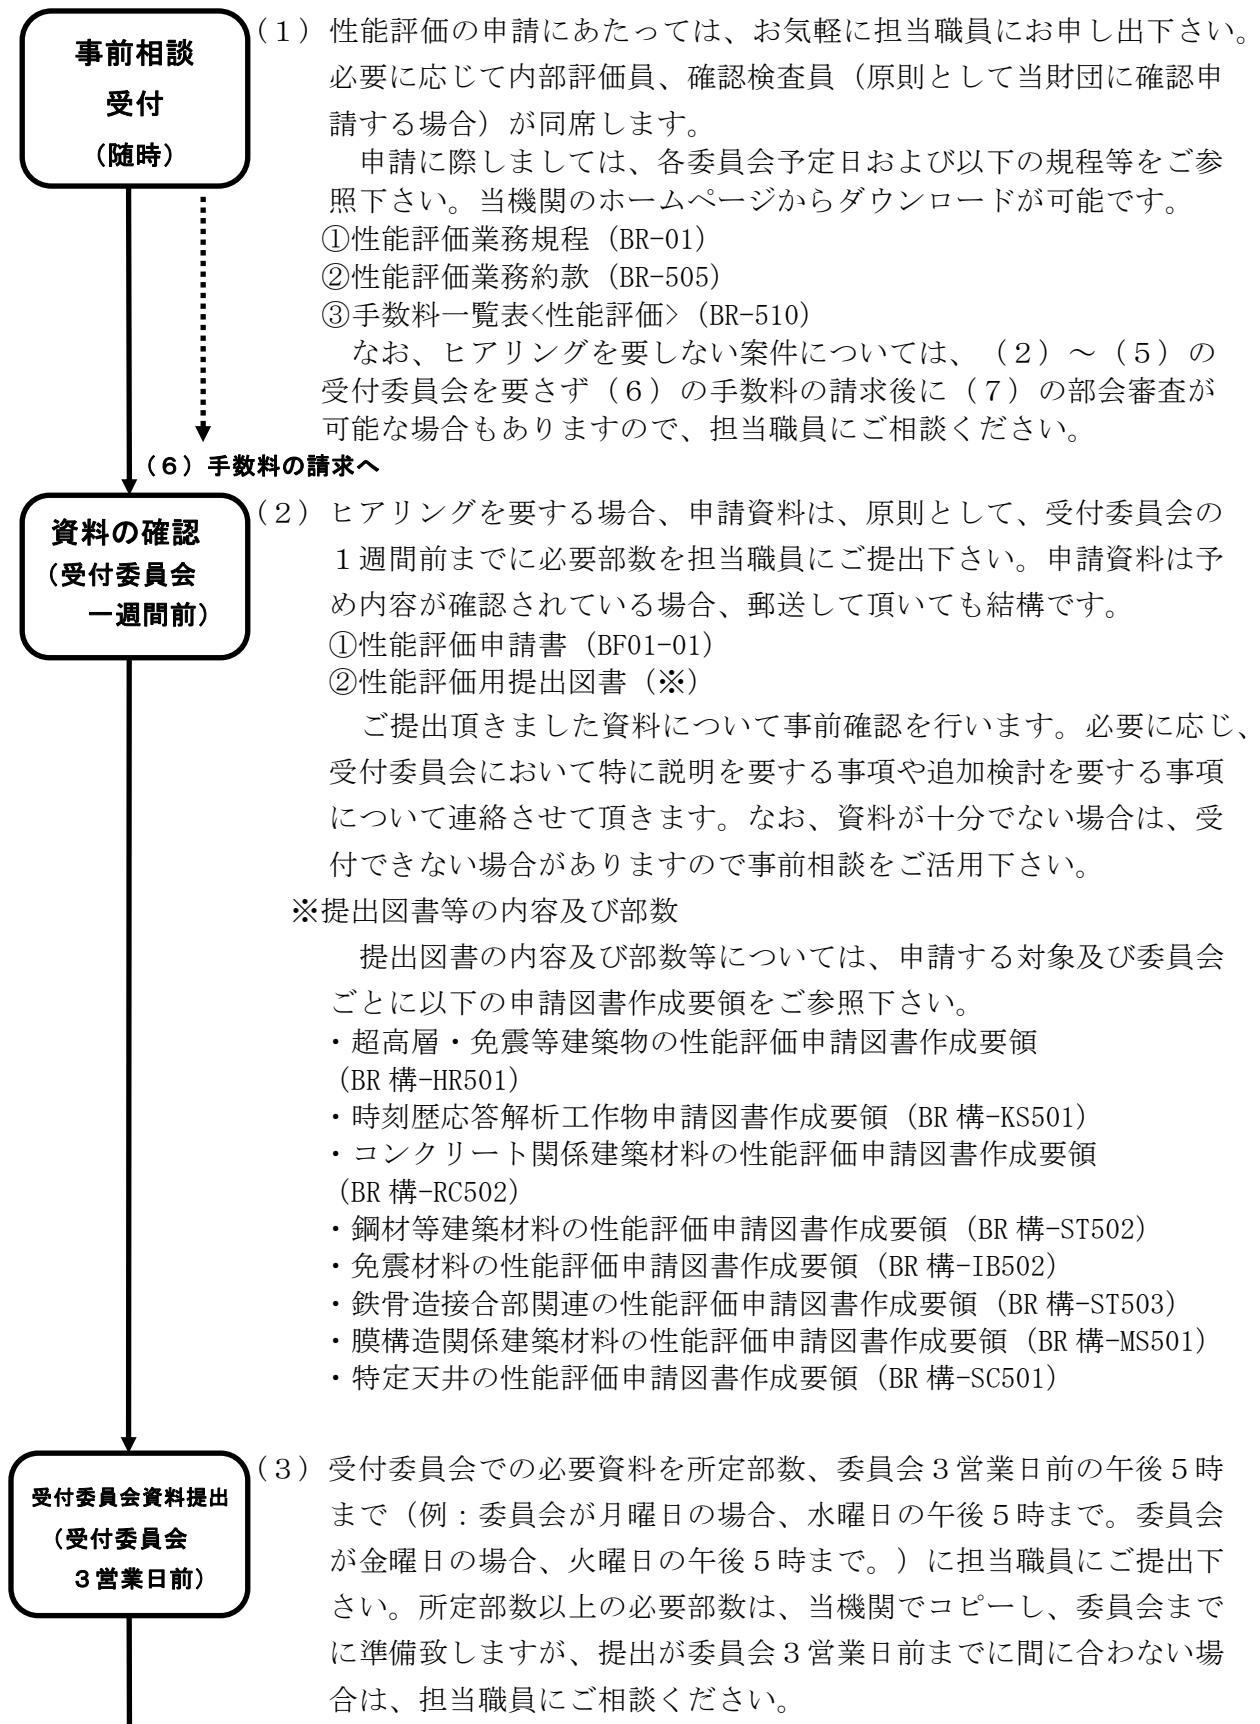 事前相談
受付
（随時）
（１）性能評価の申請にあたっては、お気軽に担当職員にお申し出下さい。
必要に応じて内部評価員、確認検査員（原則として当財団に確認申
請する場合）が同席します。
申請に際しましては、各委員会予定日および以下の規程等をご参
照下さい。当機関のホームページからダウンロードが可能です。
①性能評価業務規程（BR-01）
②性能評価業務約款（BR-505）
③手数料一覧表<性能評価>（BR-510）
なお、ヒアリングを要しない案件については、（２）～（５）の
受付委員会を要さず（６）の手数料の請求後に（７）の部会審査が
可能な場合もありますので、担当職員にご相談ください。
（６）手数料の請求へ
資料の確認
（受付委員会
一週間前）
（２）ヒアリングを要する場合、申請資料は、原則として、受付委員会の
１週間前までに必要部数を担当職員にご提出下さい。申請資料は予
め内容が確認されている場合、郵送して頂いても結構です。
①性能評価申請書（BF01-01）
②性能評価用提出図書（※）
ご提出頂きました資料について事前確認を行います。必要に応じ、
受付委員会において特に説明を要する事項や追加検討を要する事項
について連絡させて頂きます。なお、資料が十分でない場合は、受
付できない場合がありますので事前相談をご活用下さい。
※提出図書等の内容及び部数
提出図書の内容及び部数等については、申請する対象及び委員会
ごとに以下の申請図書作成要領をご参照下さい。
・超高層・免震等建築物の性能評価申請図書作成要領
（BR 構-HR501）
・時刻歴応答解析工作物申請図書作成要領（BR 構-KS501）
・コンクリート関係建築材料の性能評価申請図書作成要領
（BR 構-RC502）
・鋼材等建築材料の性能評価申請図書作成要領（BR 構-ST502）
・免震材料の性能評価申請図書作成要領（BR 構-IB502）
・鉄骨造接合部関連の性能評価申請図書作成要領（BR 構-ST503）
・膜構造関係建築材料の性能評価申請図書作成要領（BR 構-MS501）
・特定天井の性能評価申請図書作成要領（BR 構-SC501）
受付委員会資料提出
（受付委員会
３営業日前）
（３）受付委員会での必要資料を所定部数、委員会３営業日前の午後５時
まで（例：委員会が月曜日の場合、水曜日の午後５時まで。委員会
が金曜日の場合、火曜日の午後５時まで。）に担当職員にご提出下
さい。所定部数以上の必要部数は、当機関でコピーし、委員会まで
に準備致しますが、提出が委員会３営業日前までに間に合わない場
合は、担当職員にご相談ください。